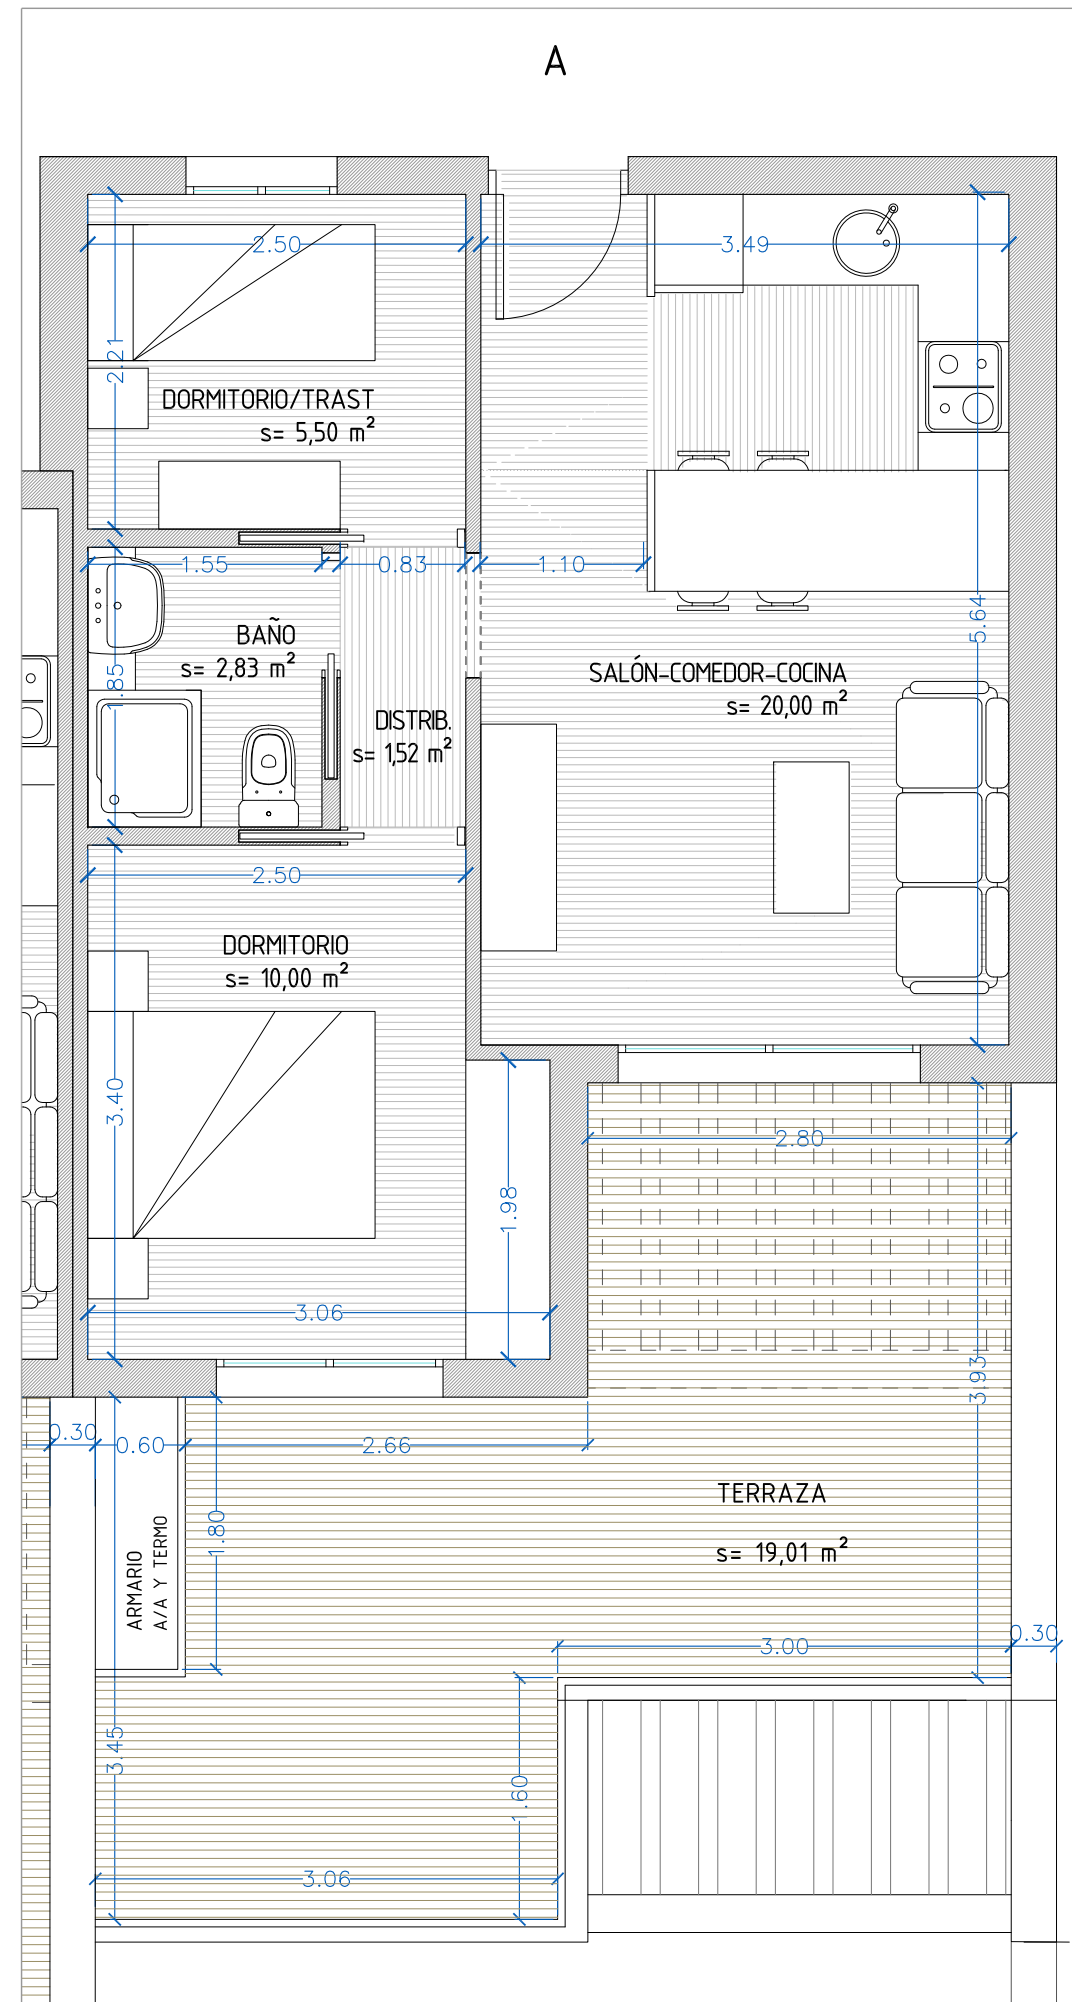 A
2.50
3.49
2.21
DORMITORIO/TRAST
s= 5,50 m²
1.55
0.83
1.10
5.64
BAÑO
s= 2,83 m²
1.85
SALÓN-COMEDOR-COCINA
s= 20,00 m²
DISTRIB.
s= 1,52 m²
2.50
DORMITORIO
s= 10,00 m²
3.40
2.80
1.98
3.06
3.93
0.30
0.60
2.66
TERRAZA
s= 19,01 m²
1.80
ARMARIO
A/A Y TERMO
3.00
0.30
3.45
1.60
3.06